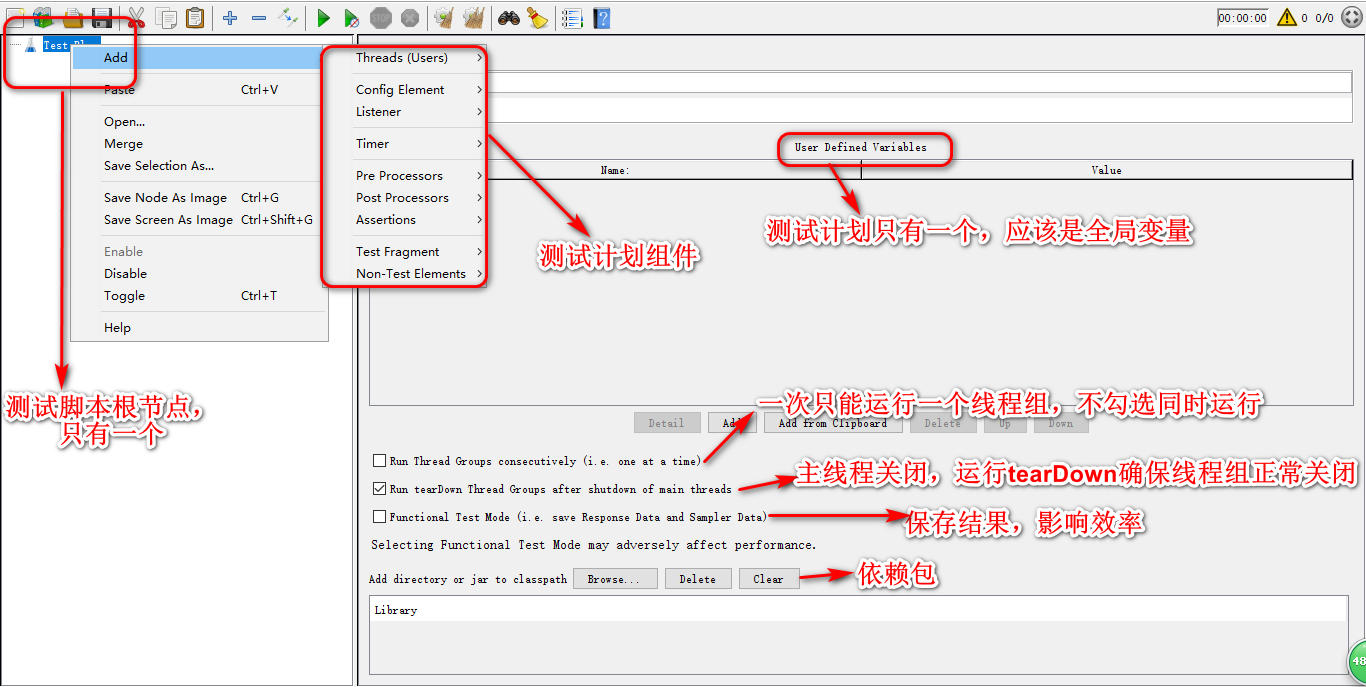 STOP
00:00:00
0 0/0
Test Pl
Add
Paste Ctrl+V
Open...
Merge
Save Selection As...
Save Node As Image Ctrl+G
Save Screen As Image Ctrl+Shift+G
Enable
Disable
Toggle Ctrl+T
Help
Threads (Users)
Config Element
Listener
Timer
Pre Processors
Post Processors
Assertions
Test Fragment
Non-Test Elements
测试计划组件
测试脚本根节点，
只有一个
User Defined Variables
Name: Value
测试计划只有一个，应该是全局变量
一次只能运行一个线程组，不勾选同时运行
Detail Add Add from Clipboard Delete Up Down
Run Thread Groups consecutively (i.e. one at a time)
主线程关闭，运行tearDown确保线程组正常关闭
Run tearDown Thread Groups after shutdown of main threads
Functional Test Mode (i.e. save Response Data and Sampler Data)
保存结果，影响效率
Selecting Functional Test Mode may adversely affect performance.
Add directory or jar to classpath Browse... Delete Clear
依赖包
Library
48